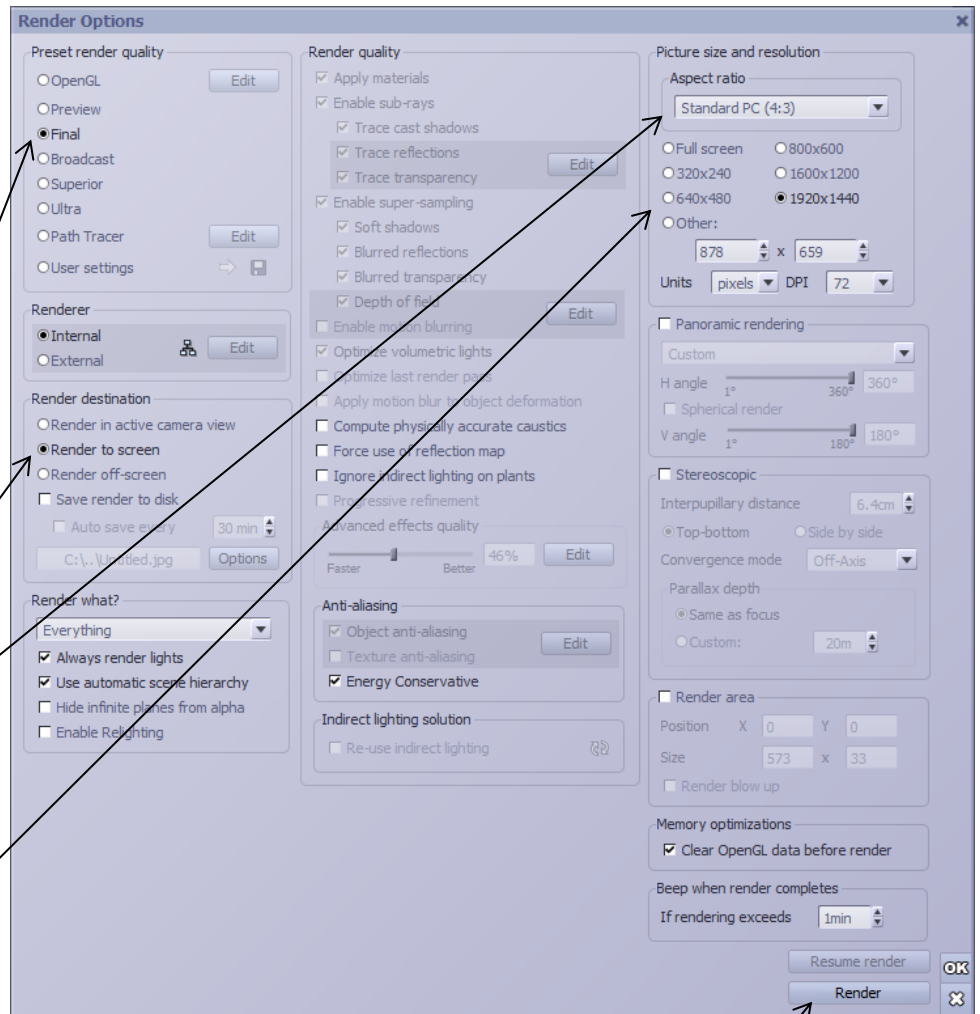 Render Options
Preset render quality
OpenGL Edit
Preview
Final
Broadcast
Superior
Ultra
Path Tracer Edit
User settings
Renderer
Internal
External
Edit
Render destination
Render in active camera view
Render to screen
Render off-screen
Save render to disk
Auto save every 30 min
C:\..\Untitled.jpg Options
Render what?
Everything
Always render lights
Use automatic scene hierarchy
Hide infinite planes from alpha
Enable Relighting
Render quality
Apply materials
Enable sub-rays
Trace cast shadows
Trace reflections
Trace transparency
Edit
Enable super-sampling
Soft shadows
Blurred reflections
Blurred transparency
Depth of field
Enable motion blurring
Edit
Optimize volumetric lights
Optimize last render pass
Apply motion blur to object deformation
Compute physically accurate caustics
Force use of reflection map
Ignore indirect lighting on plants
Progressive refinement
Advanced effects quality
46% Edit
Faster Better
Anti-aliasing
Object anti-aliasing
Texture anti-aliasing
Edit
Energy Conservative
Indirect lighting solution
Re-use indirect lighting
Picture size and resolution
Aspect ratio
Standard PC (4:3)
Full screen 800x600
320x240 1600x1200
640x480 1920x1440
Other:
878 x 659
Units pixels DPI 72
Panoramic rendering
Custom
H angle 1° 360° 360°
Spherical render
V angle 1° 180° 180°
Stereoscopic
Interpupillary distance 6.4cm
Top-bottom Side by side
Convergence mode Off-Axis
Parallax depth
Same as focus
Custom: 20m
Render area
Position X 0 Y 0
Size 573 x 33
Render blow up
Memory optimizations
Clear OpenGL data before render
Beep when render completes
If rendering exceeds 1min
Resume render
Render
OK